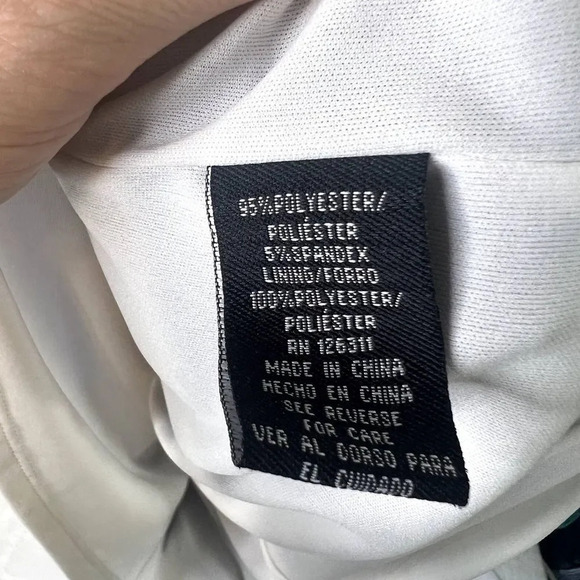 95%POLYESTER/
POLIÉSTER
5%SPANDEX
LINING/FORRO
100%POLYESTER/
POLIÉSTER
RN 126311
MADE IN CHINA
HECHO EN CHINA
SEE REVERSE
FOR CARE
VER AL DORSO PARA
EL CUIDADO